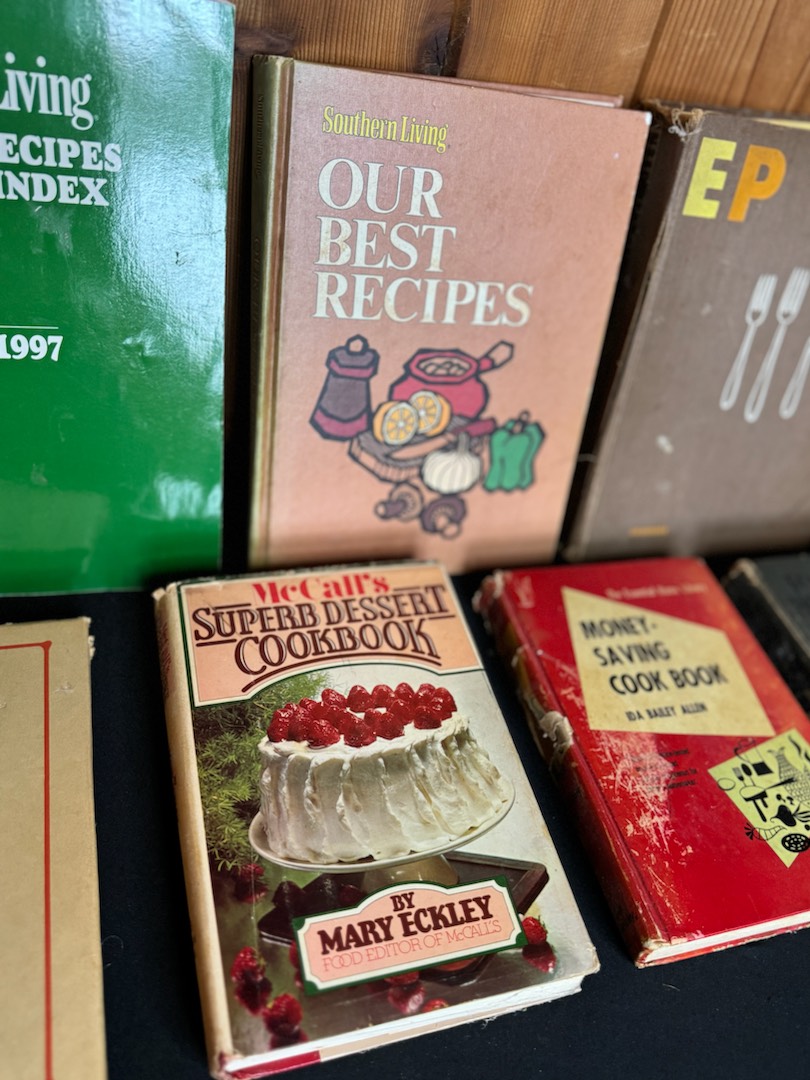 Living
ECIPES
INDEX
1997
Southern Living
OUR
BEST
RECIPES
EP
McCall's
SUPERB DESSERT
COOKBOOK
BY
MARY ECKLEY
FOOD EDITOR OF McCALL'S
MONEY-
SAVING
COOK BOOK
IDA BAILEY ALLEN